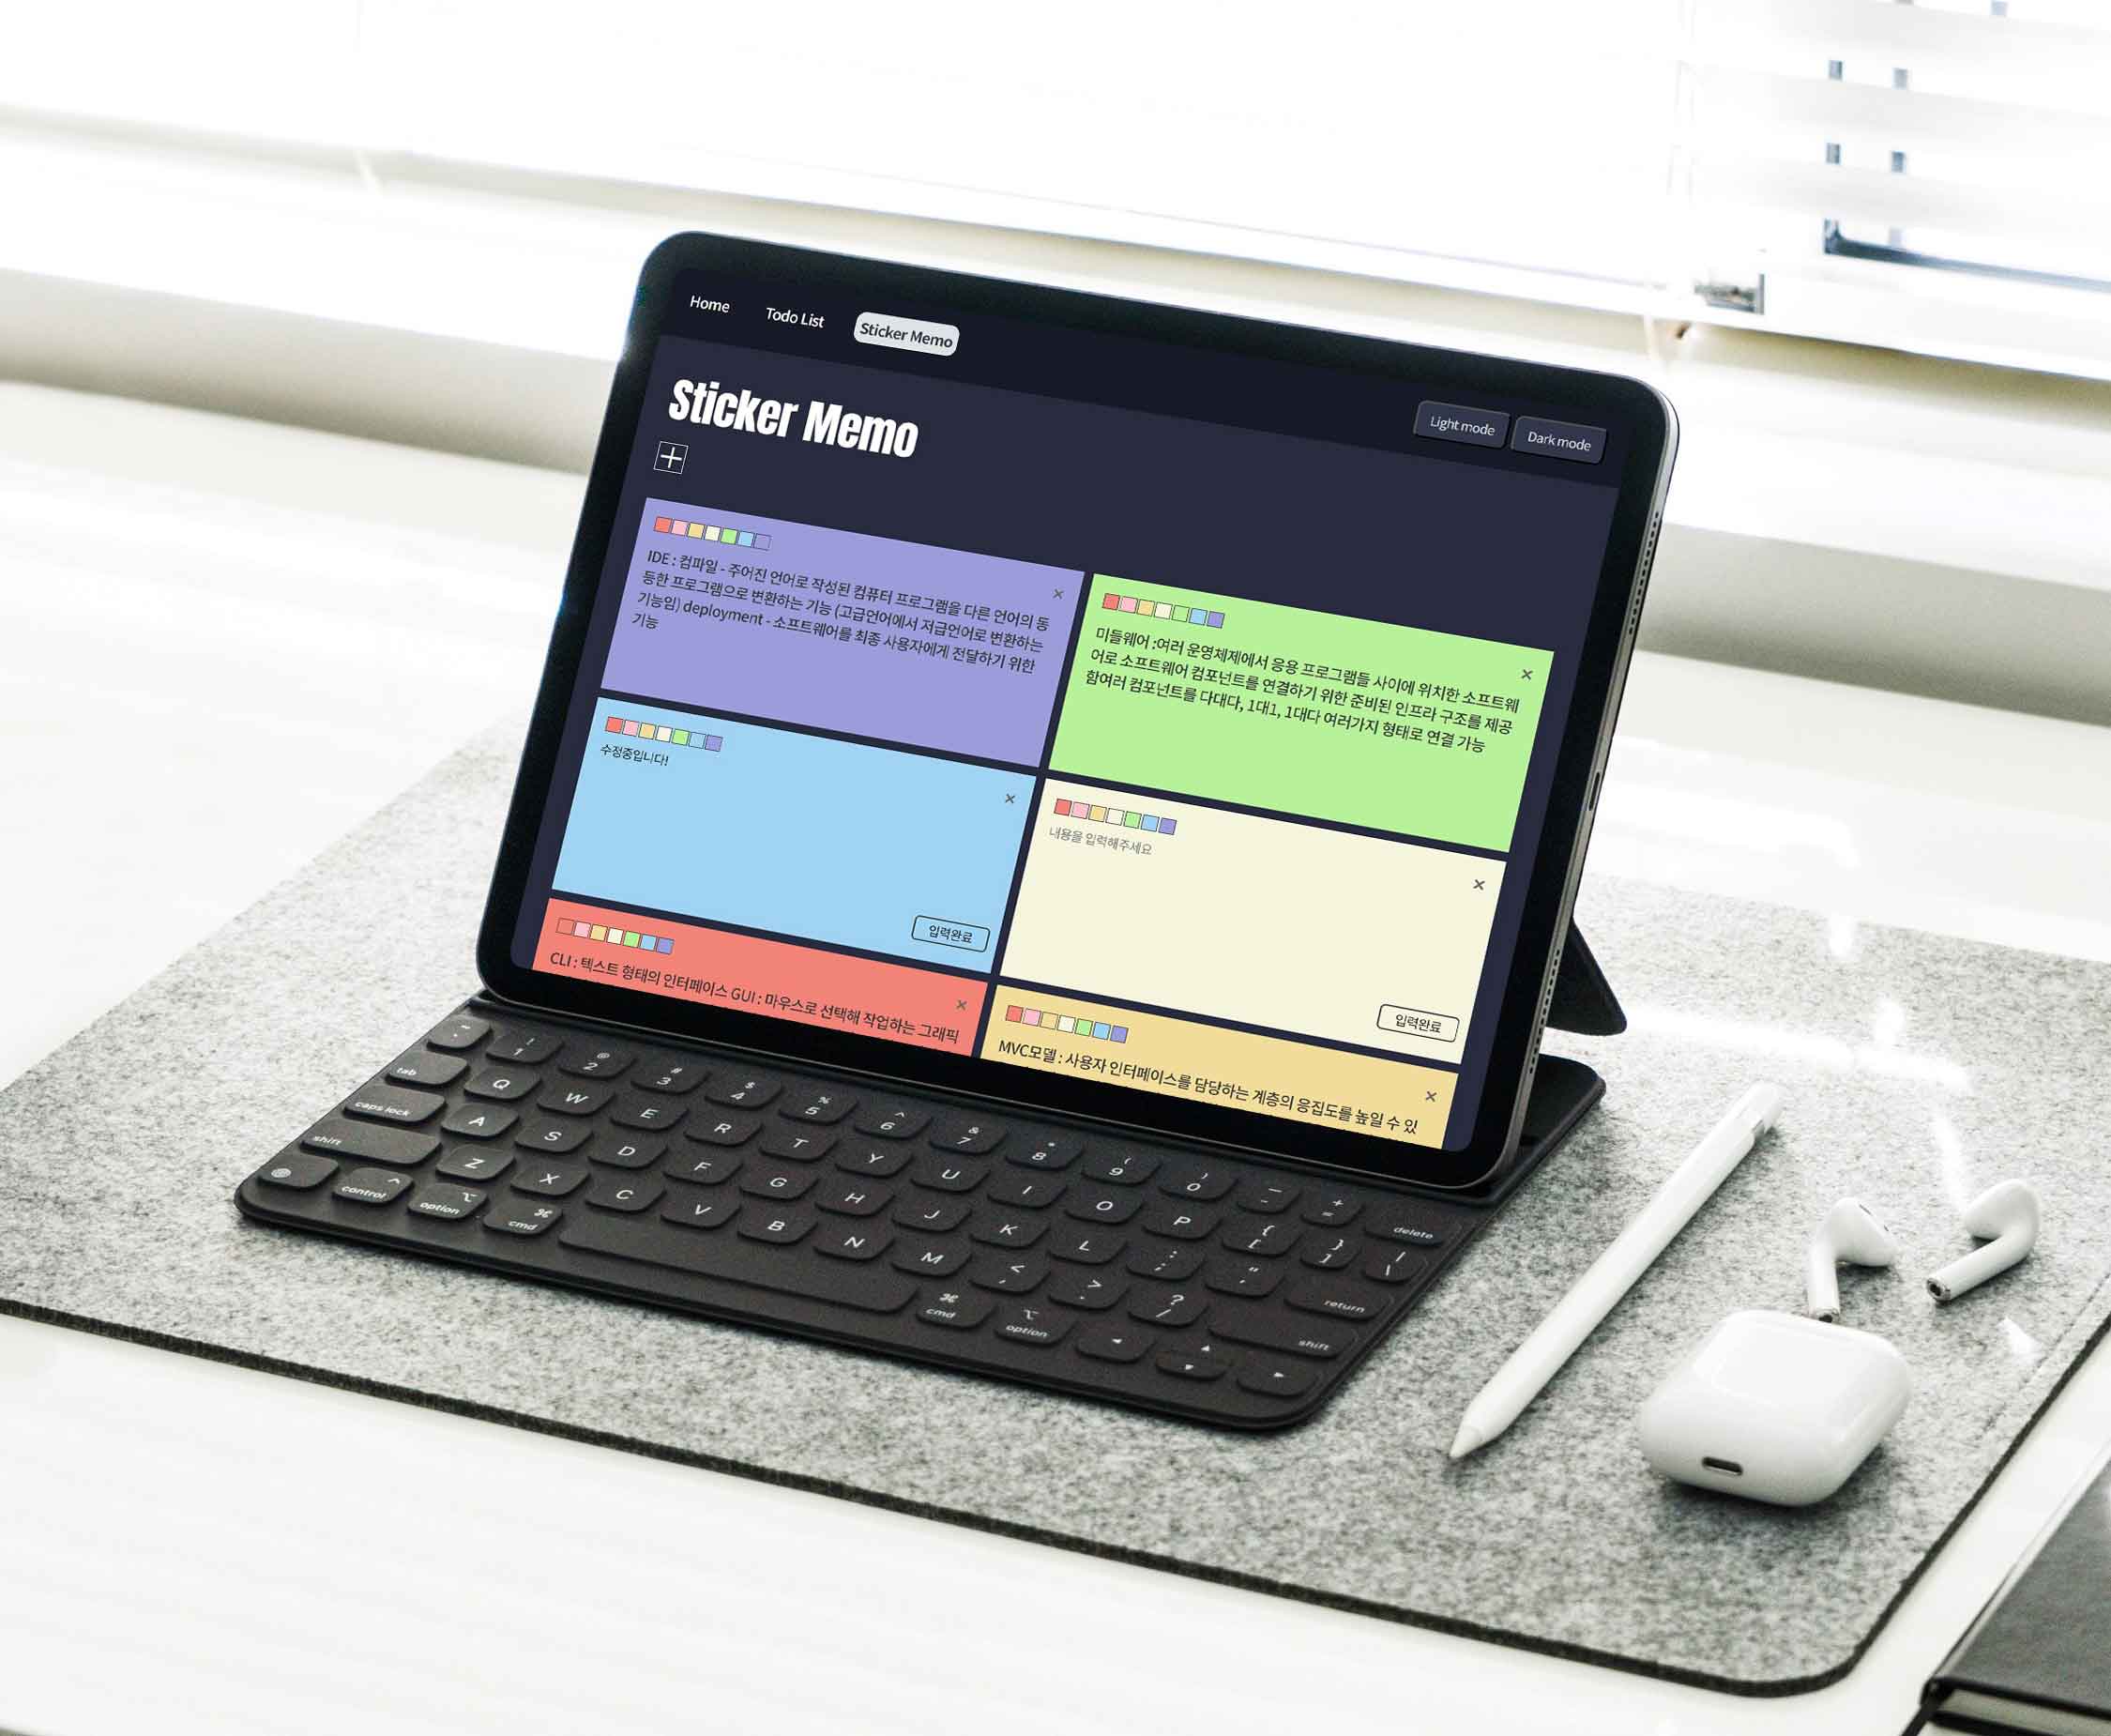 Home
Todo List
Sticker Memo
Light mode
Dark mode
Sticker Memo
IDE : 컴파일 - 주어진 언어로 작성된 컴퓨터 프로그램을 다른 언어의 동
등한 프로그램으로 변환하는 기능 (고급언어에서 저급언어로 변환하는
기능임) deployment - 소프트웨어를 최종 사용자에게 전달하기 위한
기능
미들웨어 :여러 운영체제에서 응용 프로그램들 사이에 위치한 소프트웨
어로 소프트웨어 컴포넌트를 연결하기 위한 준비된 인프라 구조를 제공
함여러 컴포넌트를 다대다, 1대1, 1대다 여러가지 형태로 연결 가능
수정중입니다!
입력완료
내용을 입력해주세요
입력완료
CLI : 텍스트 형태의 인터페이스 GUI : 마우스로 선택해 작업하는 그래픽
MVC모델 : 사용자 인터페이스를 담당하는 계층의 응집도를 높일 수 있
~ ` ! 1 @ 2 # 3 $ 4 % 5 ^ 6 & 7 * 8 ( 9 ) 0 — - + = delete
tab Q W E R T Y U I O P { [ } ] | \
caps lock A S D F G H J K L : ; " ' return
shift Z X C V B N M < , > . ? / shift
control ^ option ⌥ cmd ⌘ cmd ⌘ option ⌥ ◄ ▲ ▼ ►